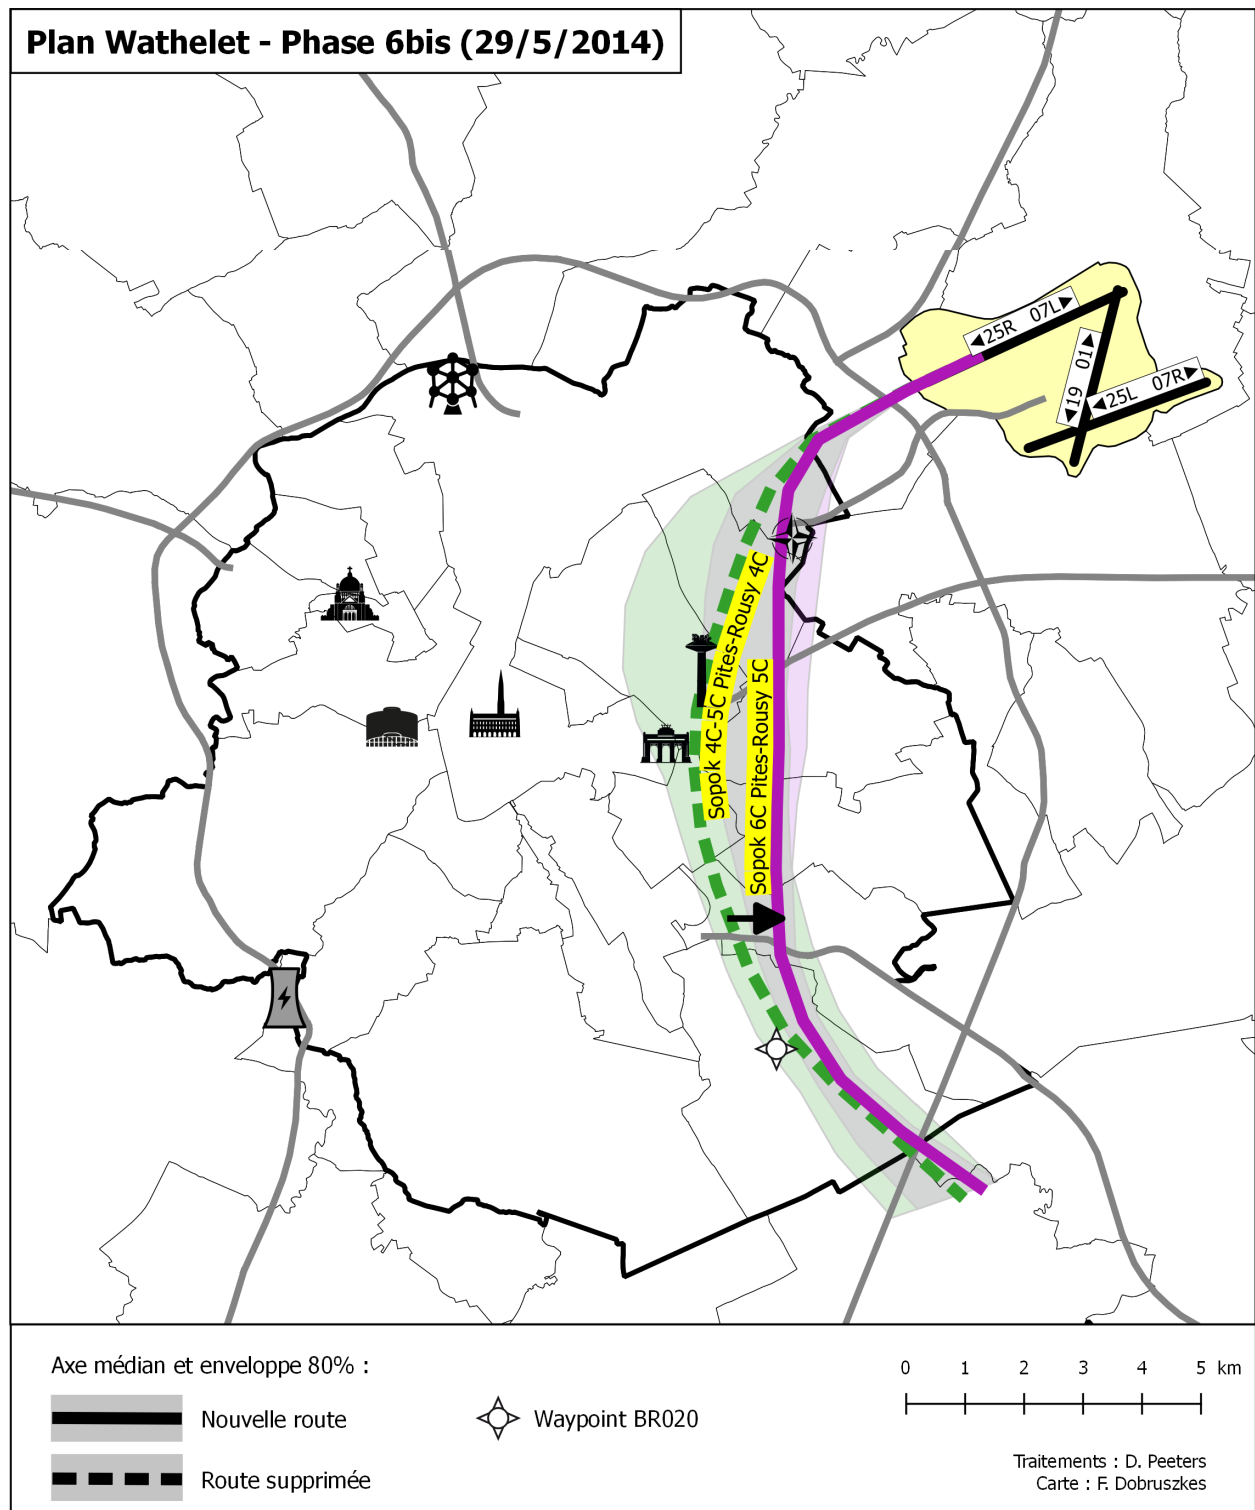 Plan Wathelet - Phase 6bis (29/5/2014)
◀25R 07L▶
◀19 01▶
◀25L 07R▶
Sopok 4C-5C Pites-Rousy 4C
Sopok 6C Pites-Rousy 5C
Axe médian et enveloppe 80% :
Nouvelle route
Route supprimée
Waypoint BR020
0 1 2 3 4 5 km
Traitements : D. Peeters
Carte : F. Dobruszkes